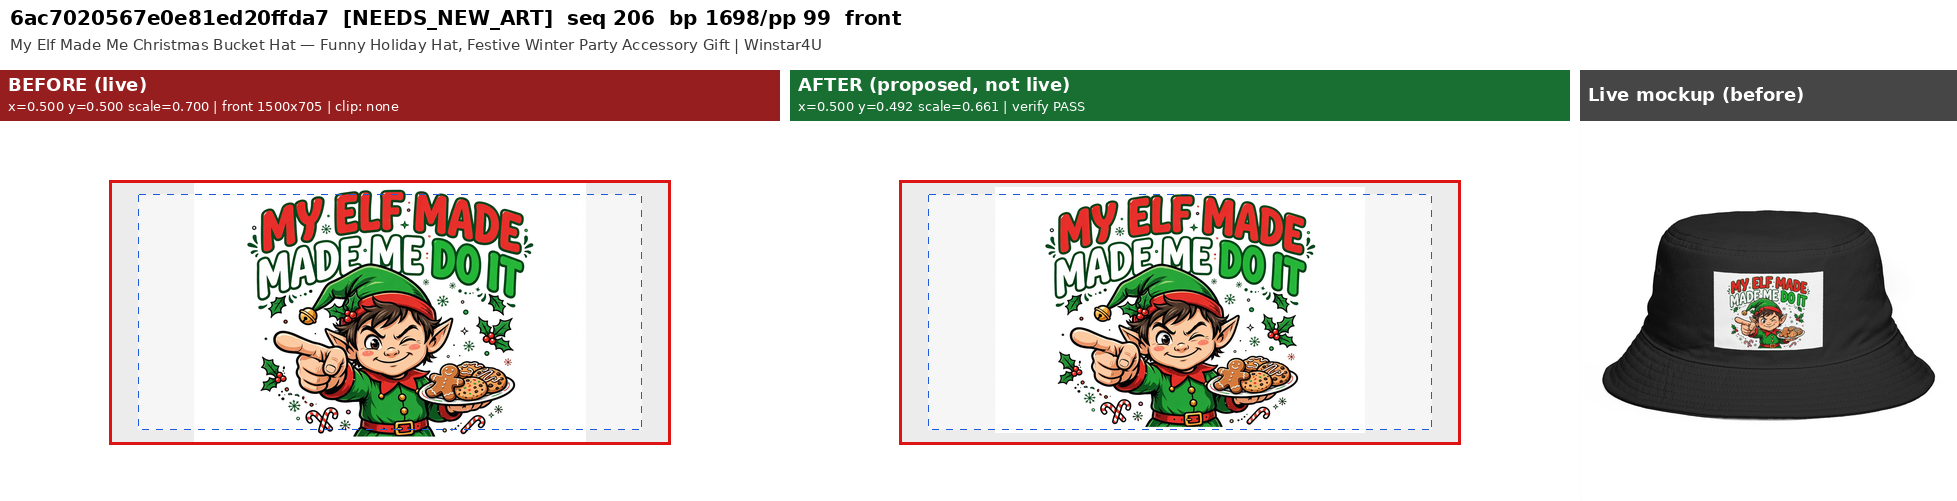 6ac7020567e0e81ed20ffda7  [NEEDS_NEW_ART]  seq 206  bp 1698/pp 99  front
My Elf Made Me Christmas Bucket Hat — Funny Holiday Hat, Festive Winter Party Accessory Gift | Winstar4U
BEFORE (live)
x=0.500 y=0.500 scale=0.700 | front 1500x705 | clip: none
AFTER (proposed, not live)
x=0.500 y=0.492 scale=0.661 | verify PASS
Live mockup (before)
MY ELF MADE
MADE ME DO IT
MY ELF MADE
MADE ME DO IT
MY ELF MADE
MADE ME DO IT